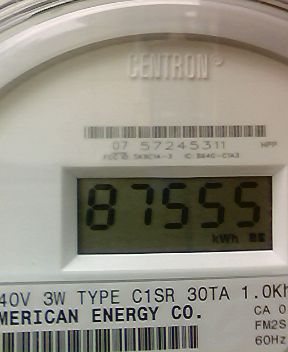 CENTRON®
07 57245311
87555
kWh
40V 3W TYPE C1SR 30TA 1.0Kh
MERICAN ENERGY CO.
CA 0
FM2S
60Hz